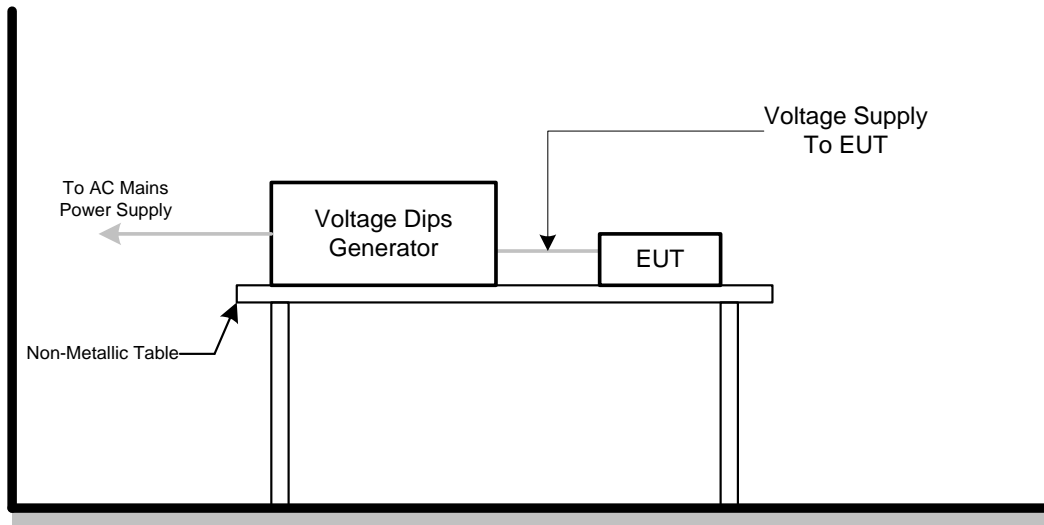 Voltage Supply
To EUT
To AC Mains
Power Supply
Voltage Dips
Generator
EUT
Non-Metallic Table